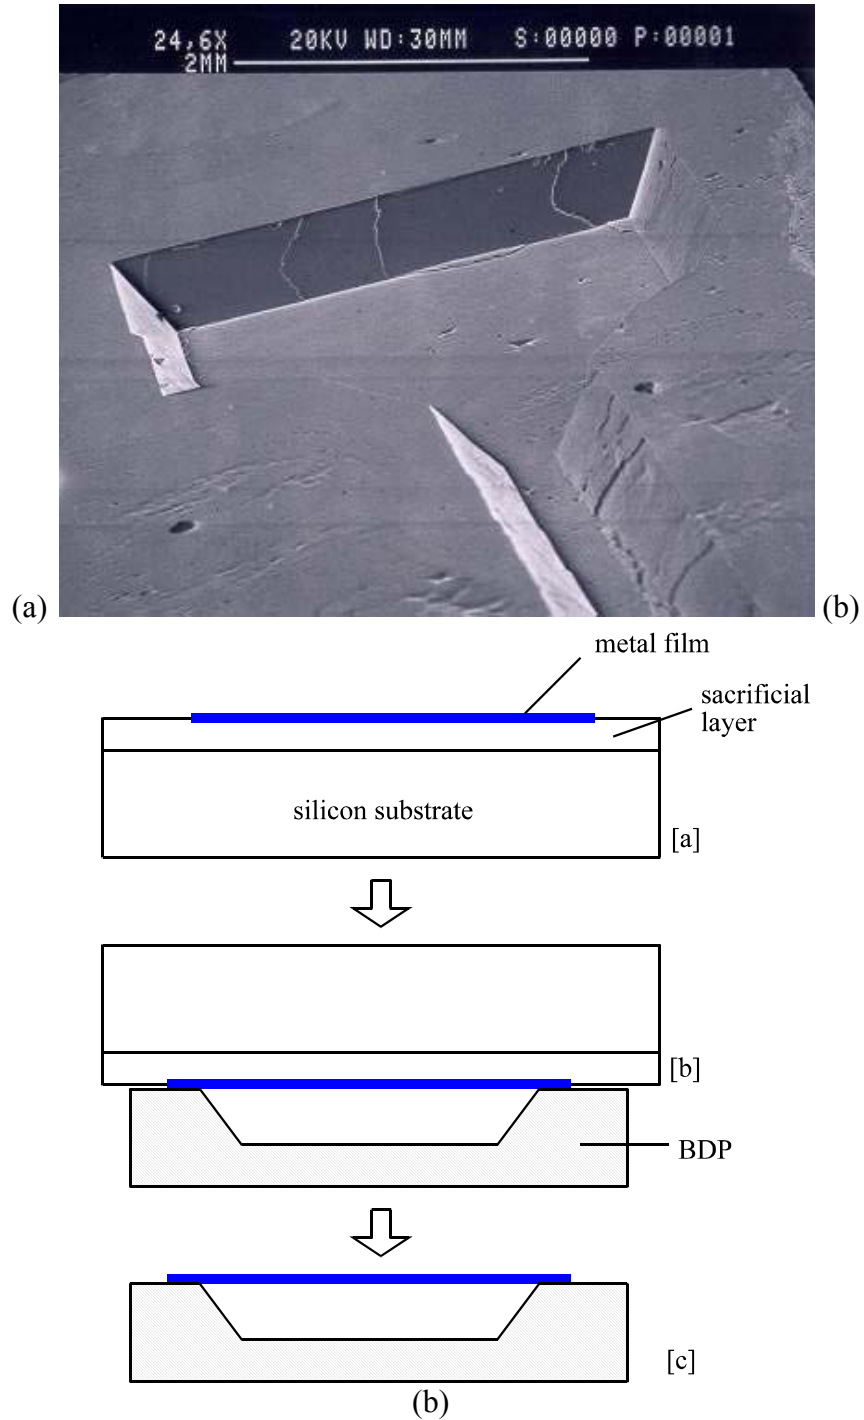 24,6X 20KV WD:30MM S:00000 P:00001
2MM
(a)
(b)
metal film
sacrificial
layer
silicon substrate
[a]
[b]
BDP
[c]
(b)